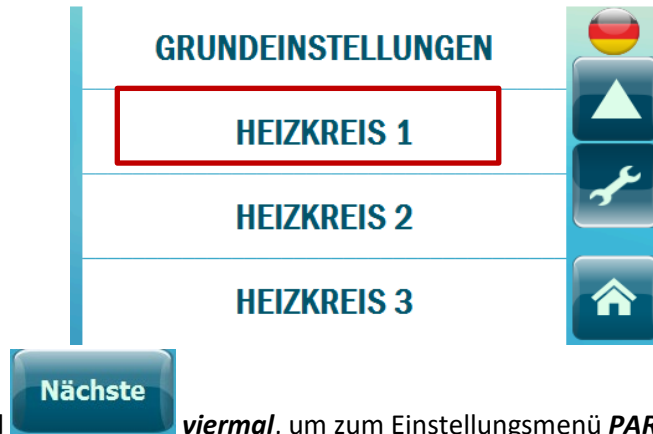 GRUNDEINSTELLUNGEN
HEIZKREIS 1
HEIZKREIS 2
HEIZKREIS 3
Nächste viermal, um zum Einstellungsmenü